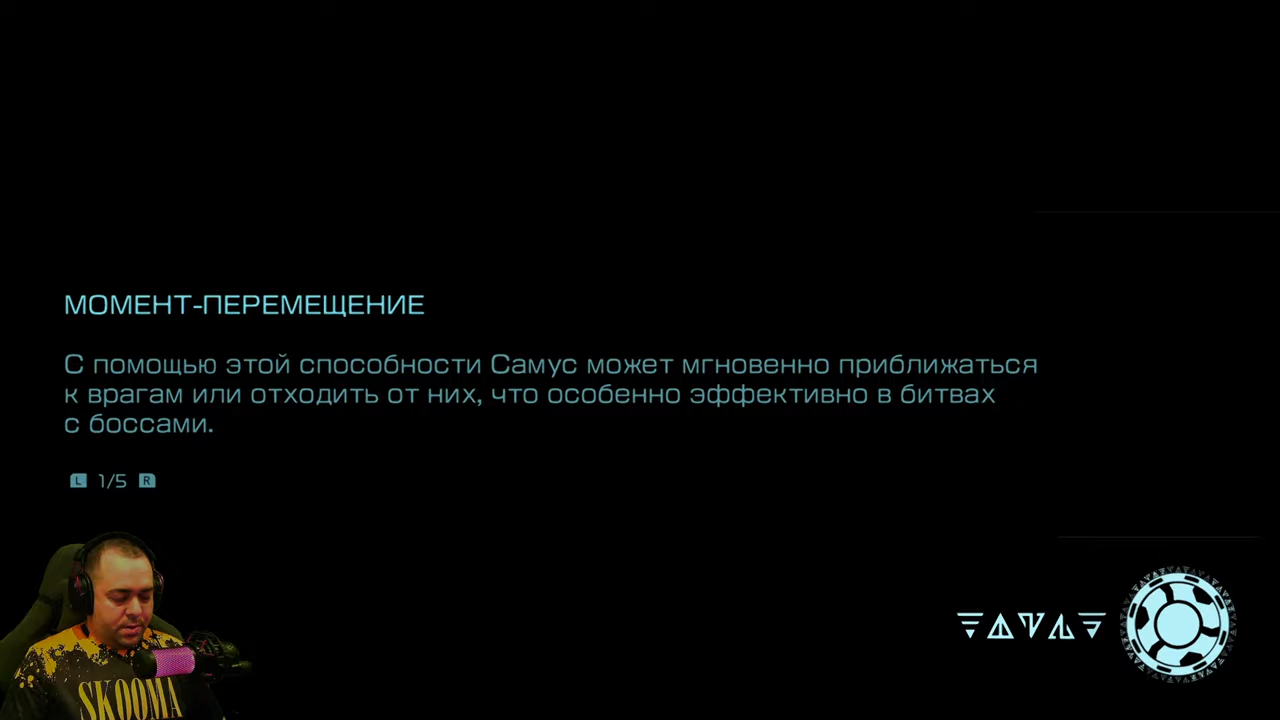 МОМЕНТ-ПЕРЕМЕЩЕНИЕ
С помощью этой способности Самус может мгновенно приближаться
к врагам или отходить от них, что особенно эффективно в битвах
с боссами.
L 1/5 R
SKOOMA